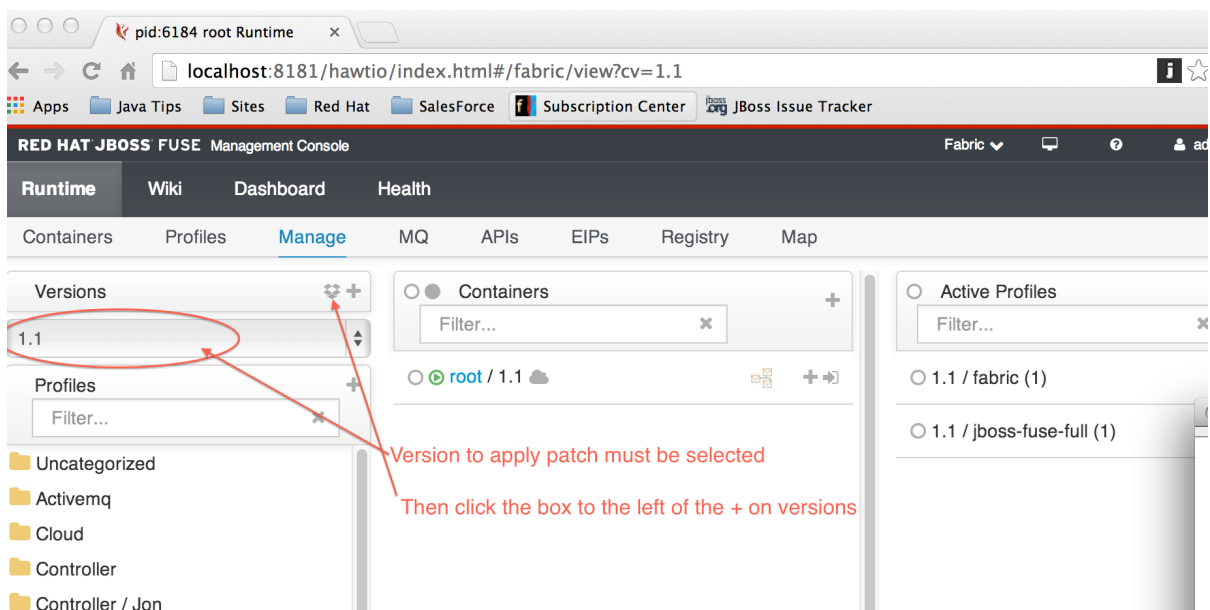 pid:6184 root Runtime
localhost:8181/hawtio/index.html#/fabric/view?cv=1.1
Apps Java Tips Sites Red Hat SalesForce Subscription Center JBoss Issue Tracker
RED HAT JBOSS FUSE Management Console Fabric
Runtime Wiki Dashboard Health
Containers Profiles Manage MQ APIs EIPs Registry Map
Versions Containers Active Profiles
Filter... Filter...
1.1
root / 1.1 1.1 / fabric (1)
Profiles
Filter...
1.1 / jboss-fuse-full (1)
Version to apply patch must be selected
Uncategorized
Activemq
Then click the box to the left of the + on versions
Cloud
Controller
Controller / Jon